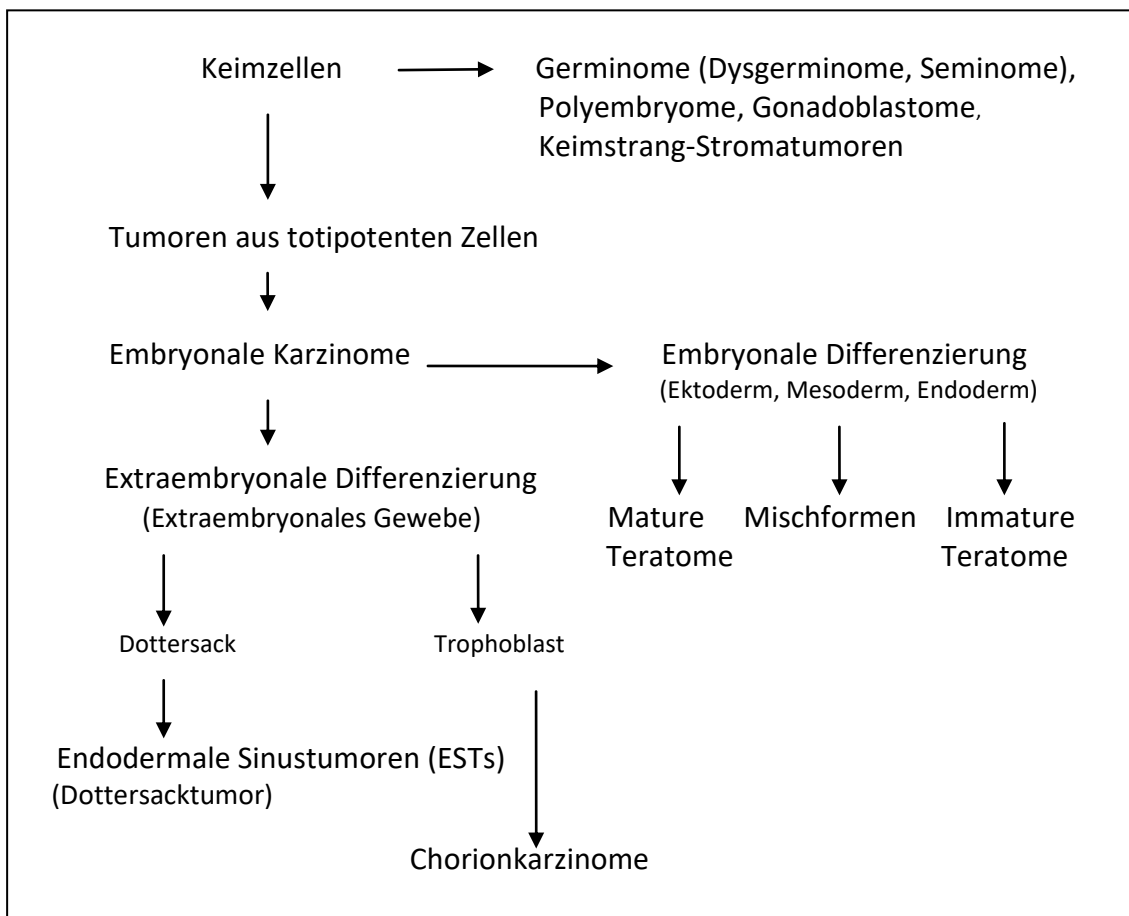 Keimzellen
Germinome (Dysgerminome, Seminome),
Polyembryome, Gonadoblastome,
Keimstrang-Stromatumoren
Tumoren aus totipotenten Zellen
Embryonale Karzinome
Embryonale Differenzierung
(Ektoderm, Mesoderm, Endoderm)
Extraembryonale Differenzierung
(Extraembryonales Gewebe)
Mature
Teratome
Mischformen
Immature
Teratome
Dottersack
Trophoblast
Endodermale Sinustumoren (ESTs)
(Dottersacktumor)
Chorionkarzinome